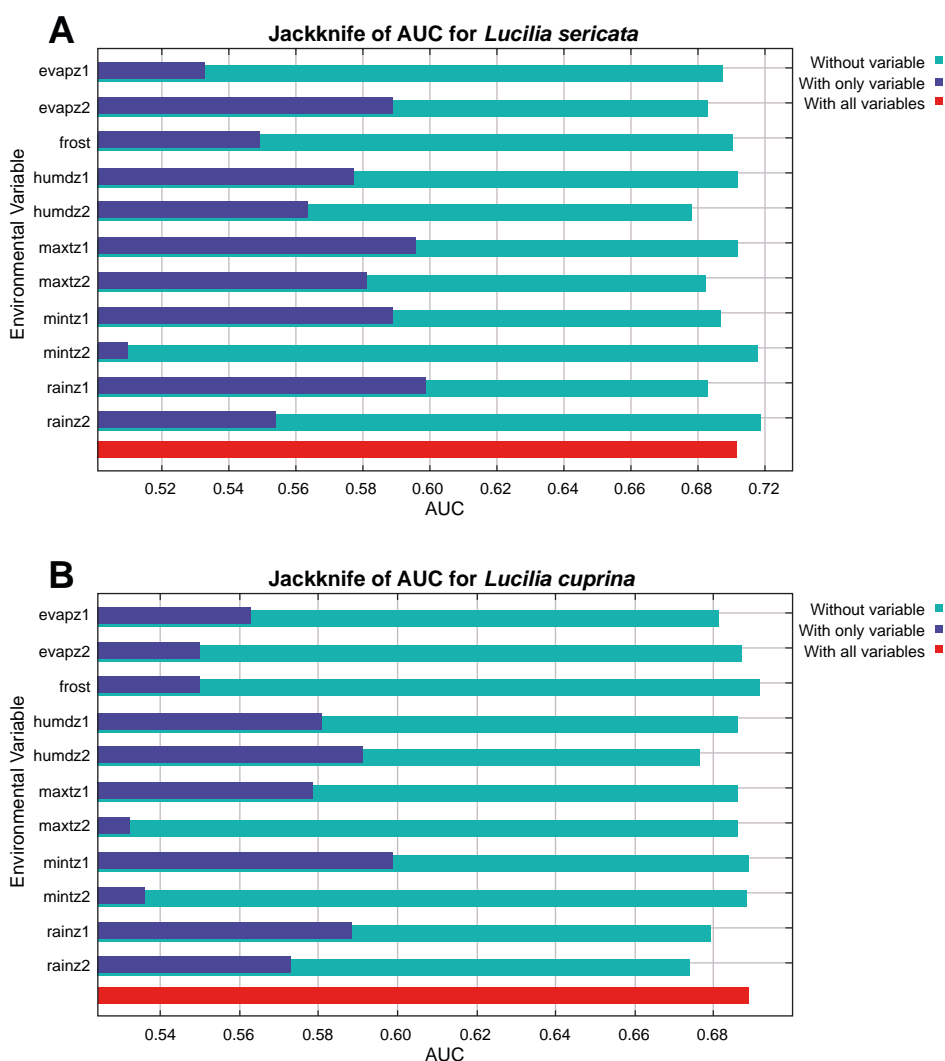 A
Jackknife of AUC for Lucilia sericata
Without variable
With only variable
With all variables
Environmental Variable
evapz1
evapz2
frost
humdz1
humdz2
maxtz1
maxtz2
mintz1
mintz2
rainz1
rainz2
0.52 0.54 0.56 0.58 0.60 0.62 0.64 0.66 0.68 0.72
AUC
B
Jackknife of AUC for Lucilia cuprina
Without variable
With only variable
With all variables
Environmental Variable
evapz1
evapz2
frost
humdz1
humdz2
maxtz1
maxtz2
mintz1
mintz2
rainz1
rainz2
0.54 0.56 0.58 0.60 0.62 0.64 0.66 0.68
AUC